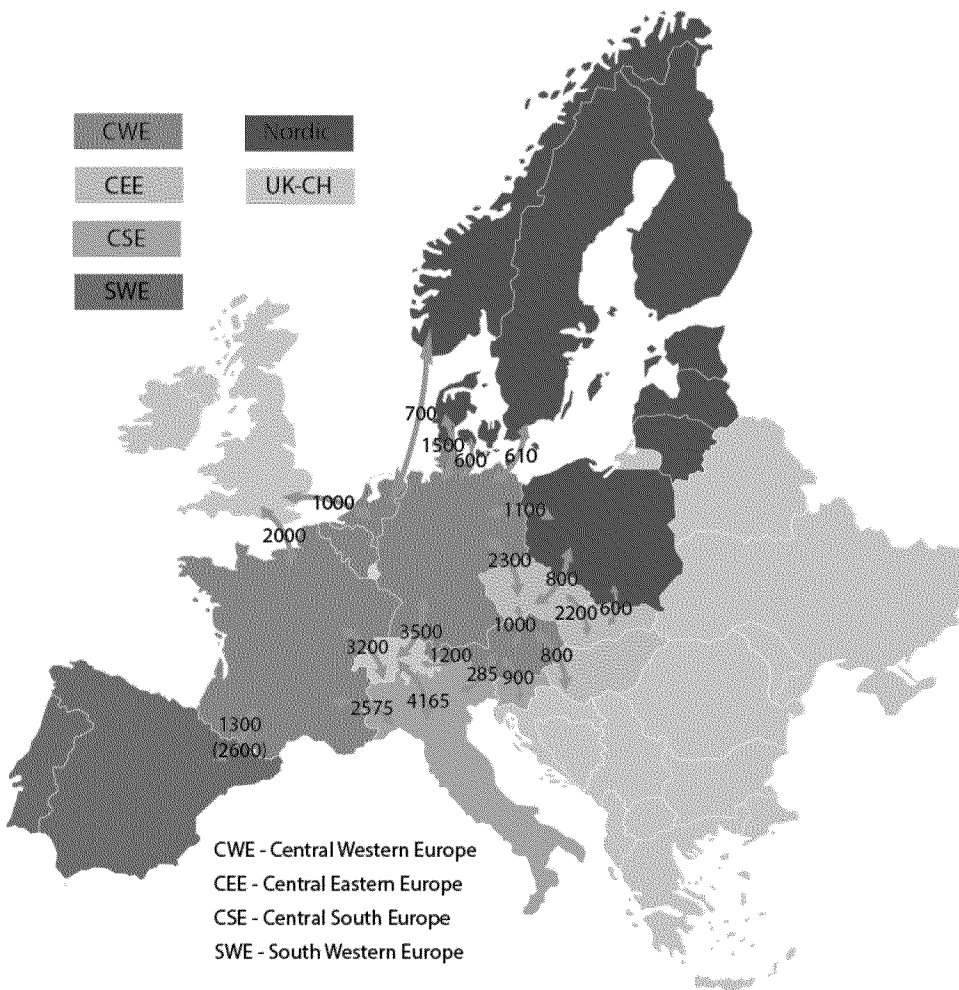 CWE
Nordic
CEE
UK-CH
CSE
SWE
700
1500
600
610
1000
1100
2000
2300
800
2200
600
1000
3500
3200
1200
800
285
900
4165
2575
1300
(2600)
CWE - Central Western Europe
CEE - Central Eastern Europe
CSE - Central South Europe
SWE - South Western Europe